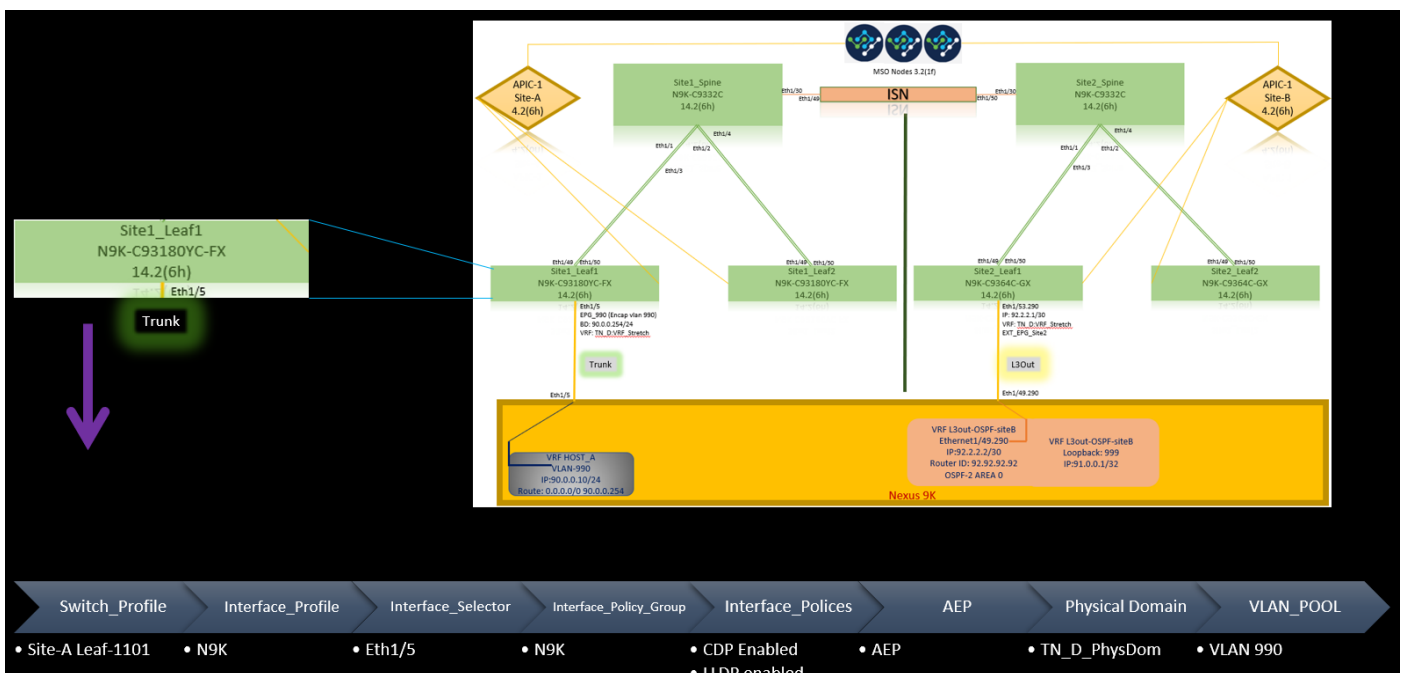 MSO Nodes 3.2(1f)
APIC-1
Site-A
4.2(6h)
Site1_Spine
N9K-C9332C
14.2(6h)
Eth1/30
Eth1/49
ISN
Eth1/30
Eth1/50
Site2_Spine
N9K-C9332C
14.2(6h)
APIC-1
Site-B
4.2(6h)
Eth1/4
Eth1/1
Eth1/2
Eth1/3
Eth1/4
Eth1/1
Eth1/2
Eth1/3
Site1_Leaf1
N9K-C93180YC-FX
14.2(6h)
Eth1/5
Trunk
Eth1/49 Eth1/50
Site1_Leaf1
N9K-C93180YC-FX
14.2(6h)
Eth1/49 Eth1/50
Site1_Leaf2
N9K-C93180YC-FX
14.2(6h)
Eth1/49 Eth1/50
Site2_Leaf1
N9K-C9364C-GX
14.2(6h)
Eth1/49 Eth1/50
Site2_Leaf2
N9K-C9364C-GX
14.2(6h)
Eth1/5
EPG_990 (Encap vlan 990)
BD: 90.0.0.254/24
VRF: TN_D:VRF_Stretch
Trunk
Eth1/5
Eth1/53.290
IP: 92.2.2.1/30
VRF: TN_D:VRF_Stretch
EXT_EPG_Site2
L3Out
Eth1/49.290
VRF HOST_A
VLAN-990
IP:90.0.0.10/24
Route: 0.0.0.0/0 90.0.0.254
VRF L3out-OSPF-siteB
Ethernet1/49.290
IP:92.2.2.2/30
Router ID: 92.92.92.92
OSPF-2 AREA 0
VRF L3out-OSPF-siteB
Loopback: 999
IP:91.0.0.1/32
Nexus 9K
Switch_Profile
Interface_Profile
Interface_Selector
Interface_Policy_Group
Interface_Polices
AEP
Physical Domain
VLAN_POOL
• Site-A Leaf-1101
• N9K
• Eth1/5
• N9K
• CDP Enabled
• LLDP enabled
• AEP
• TN_D_PhysDom
• VLAN 990